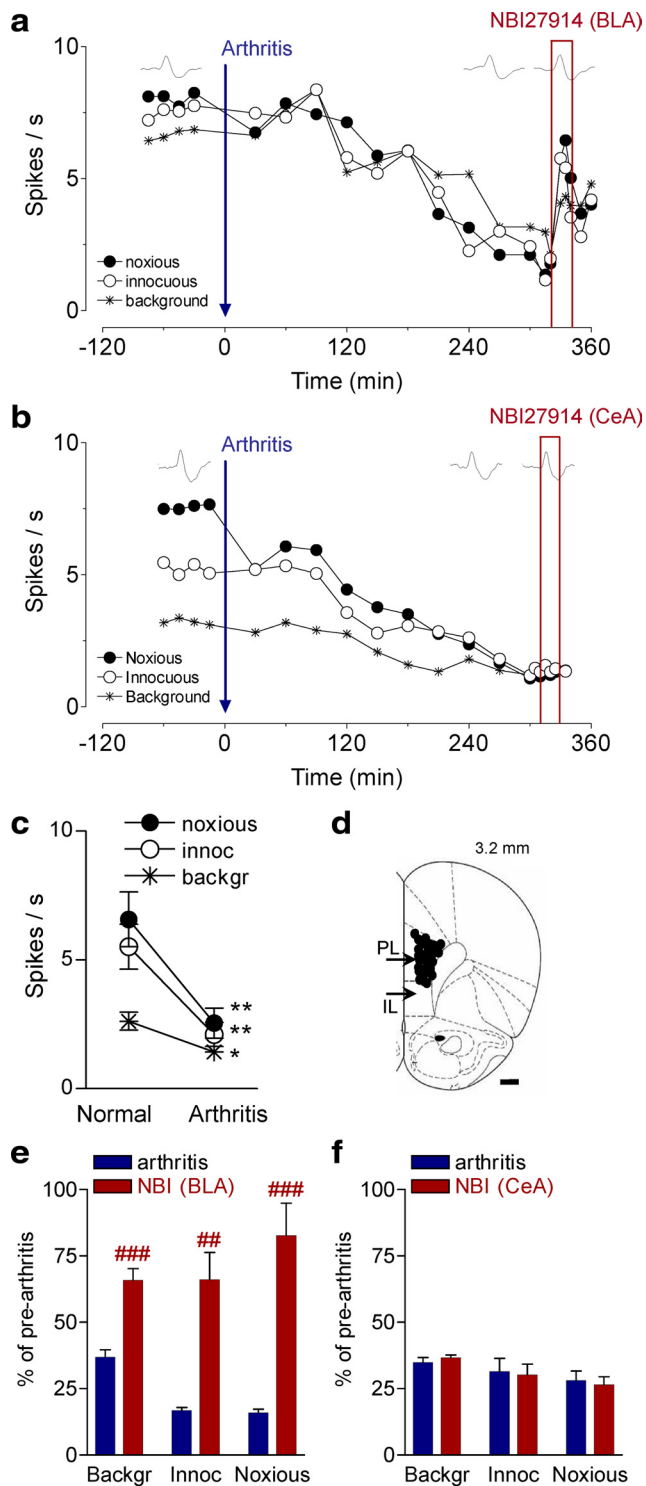 a
NBI27914 (BLA)
Arthritis
10
5
0
Spikes / s
noxious
innocuous
background
-120 0 120 240 360
Time (min)
b
NBI27914 (CeA)
Arthritis
10
5
0
Spikes / s
Noxious
Innocuous
Background
-120 0 120 240 360
Time (min)
c
10
5
0
Spikes / s
noxious
innoc
backgr
**
**
*
Normal Arthritis
d
3.2 mm
PL
IL
e
arthritis
NBI (BLA)
100
75
50
25
0
% of pre-arthritis
###
##
###
Backgr Innoc Noxious
f
arthritis
NBI (CeA)
100
75
50
25
0
% of pre-arthritis
Backgr Innoc Noxious